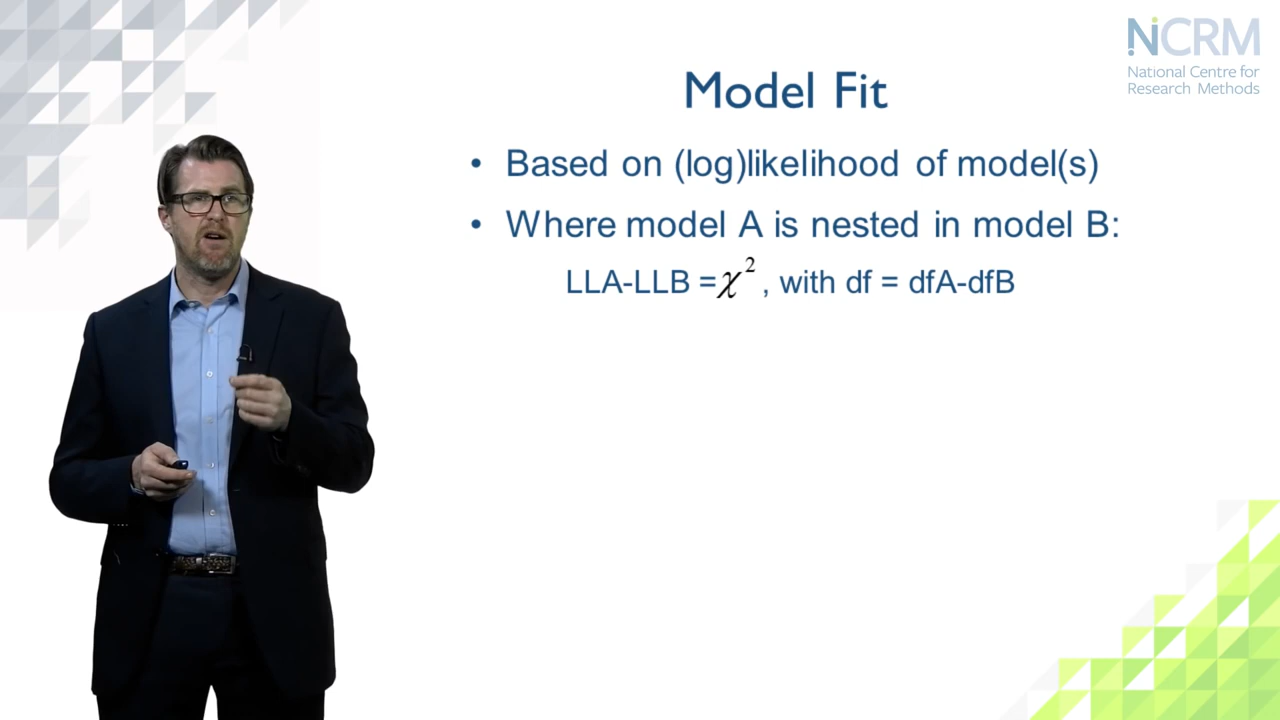 NCRM
National Centre for
Research Methods
Model Fit
• Based on (log)likelihood of model(s)
• Where model A is nested in model B:
LLA-LLB =χ², with df = dfA-dfB